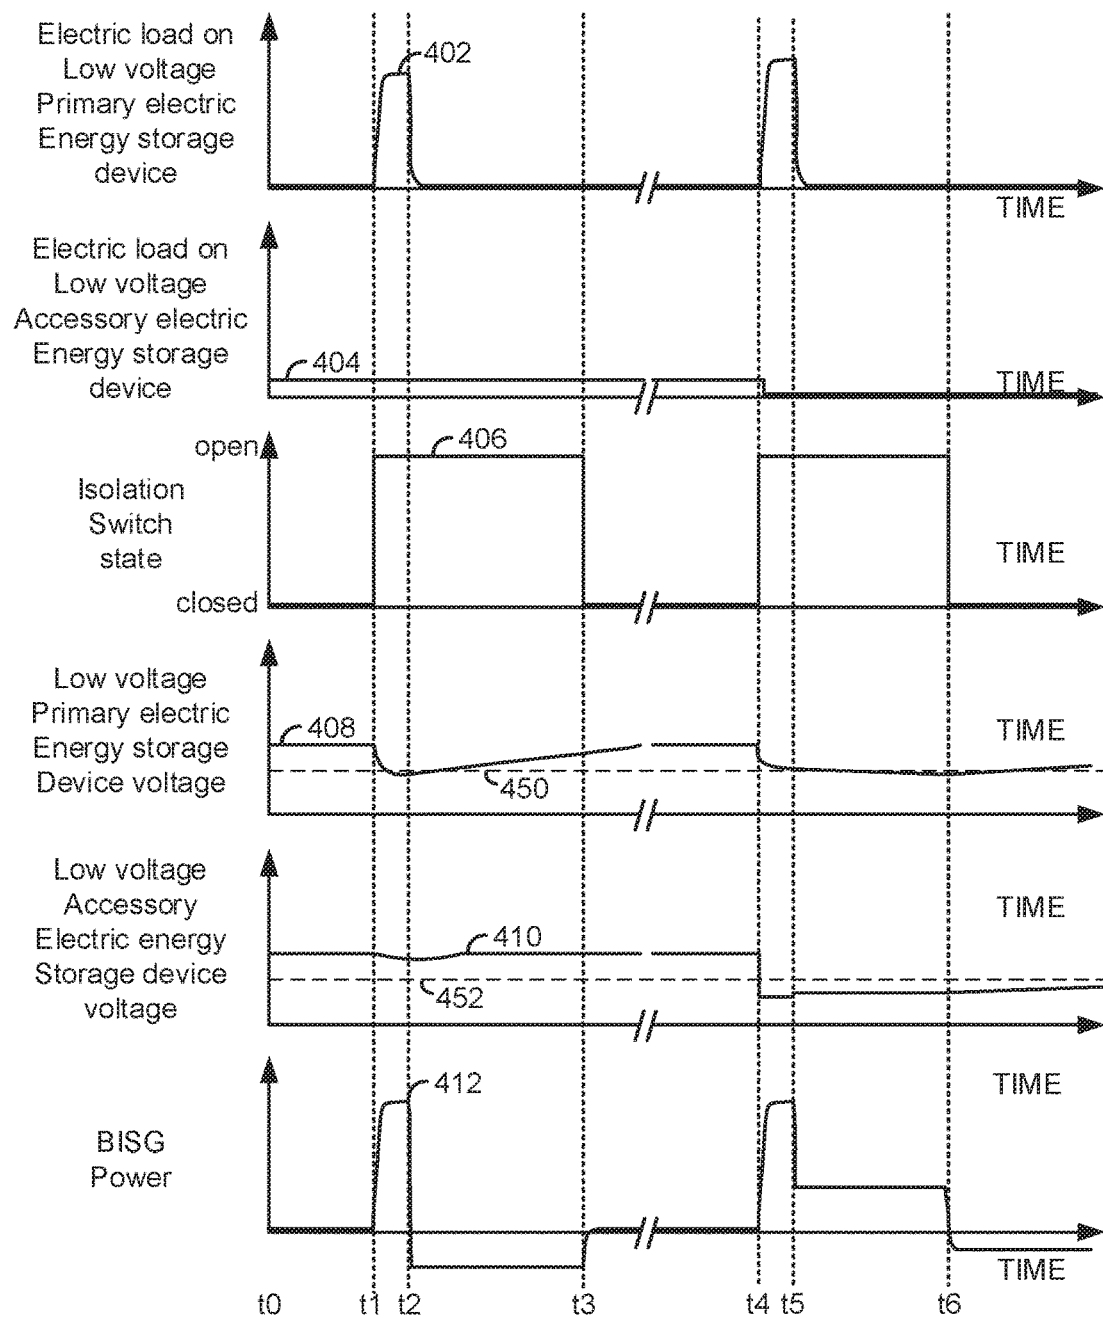 Electric load on
Low voltage
Primary electric
Energy storage
device
402
TIME
Electric load on
Low voltage
Accessory electric
Energy storage
device
404
TIME
open
406
Isolation
Switch
state
TIME
closed
Low voltage
Primary electric
Energy storage
Device voltage
408
TIME
450
Low voltage
Accessory
Electric energy
Storage device
voltage
TIME
410
452
412
TIME
BISG
Power
TIME
t0 t1 t2 t3 t4 t5 t6